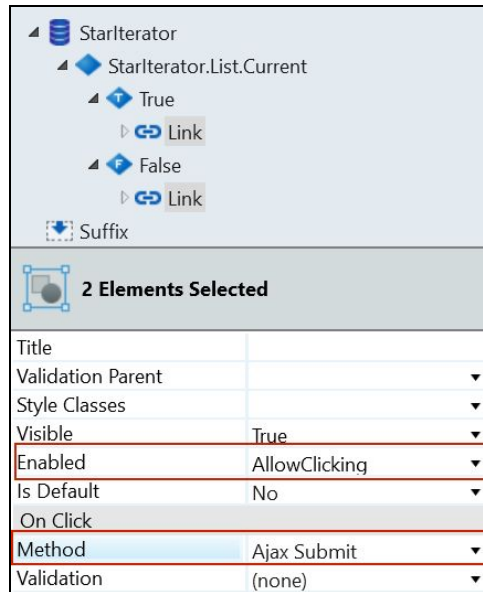 StarIterator
StarIterator.List.Current
T True
Link
F False
Link
Suffix
2 Elements Selected
Title
Validation Parent
Style Classes
Visible True
Enabled AllowClicking
Is Default No
On Click
Method Ajax Submit
Validation (none)